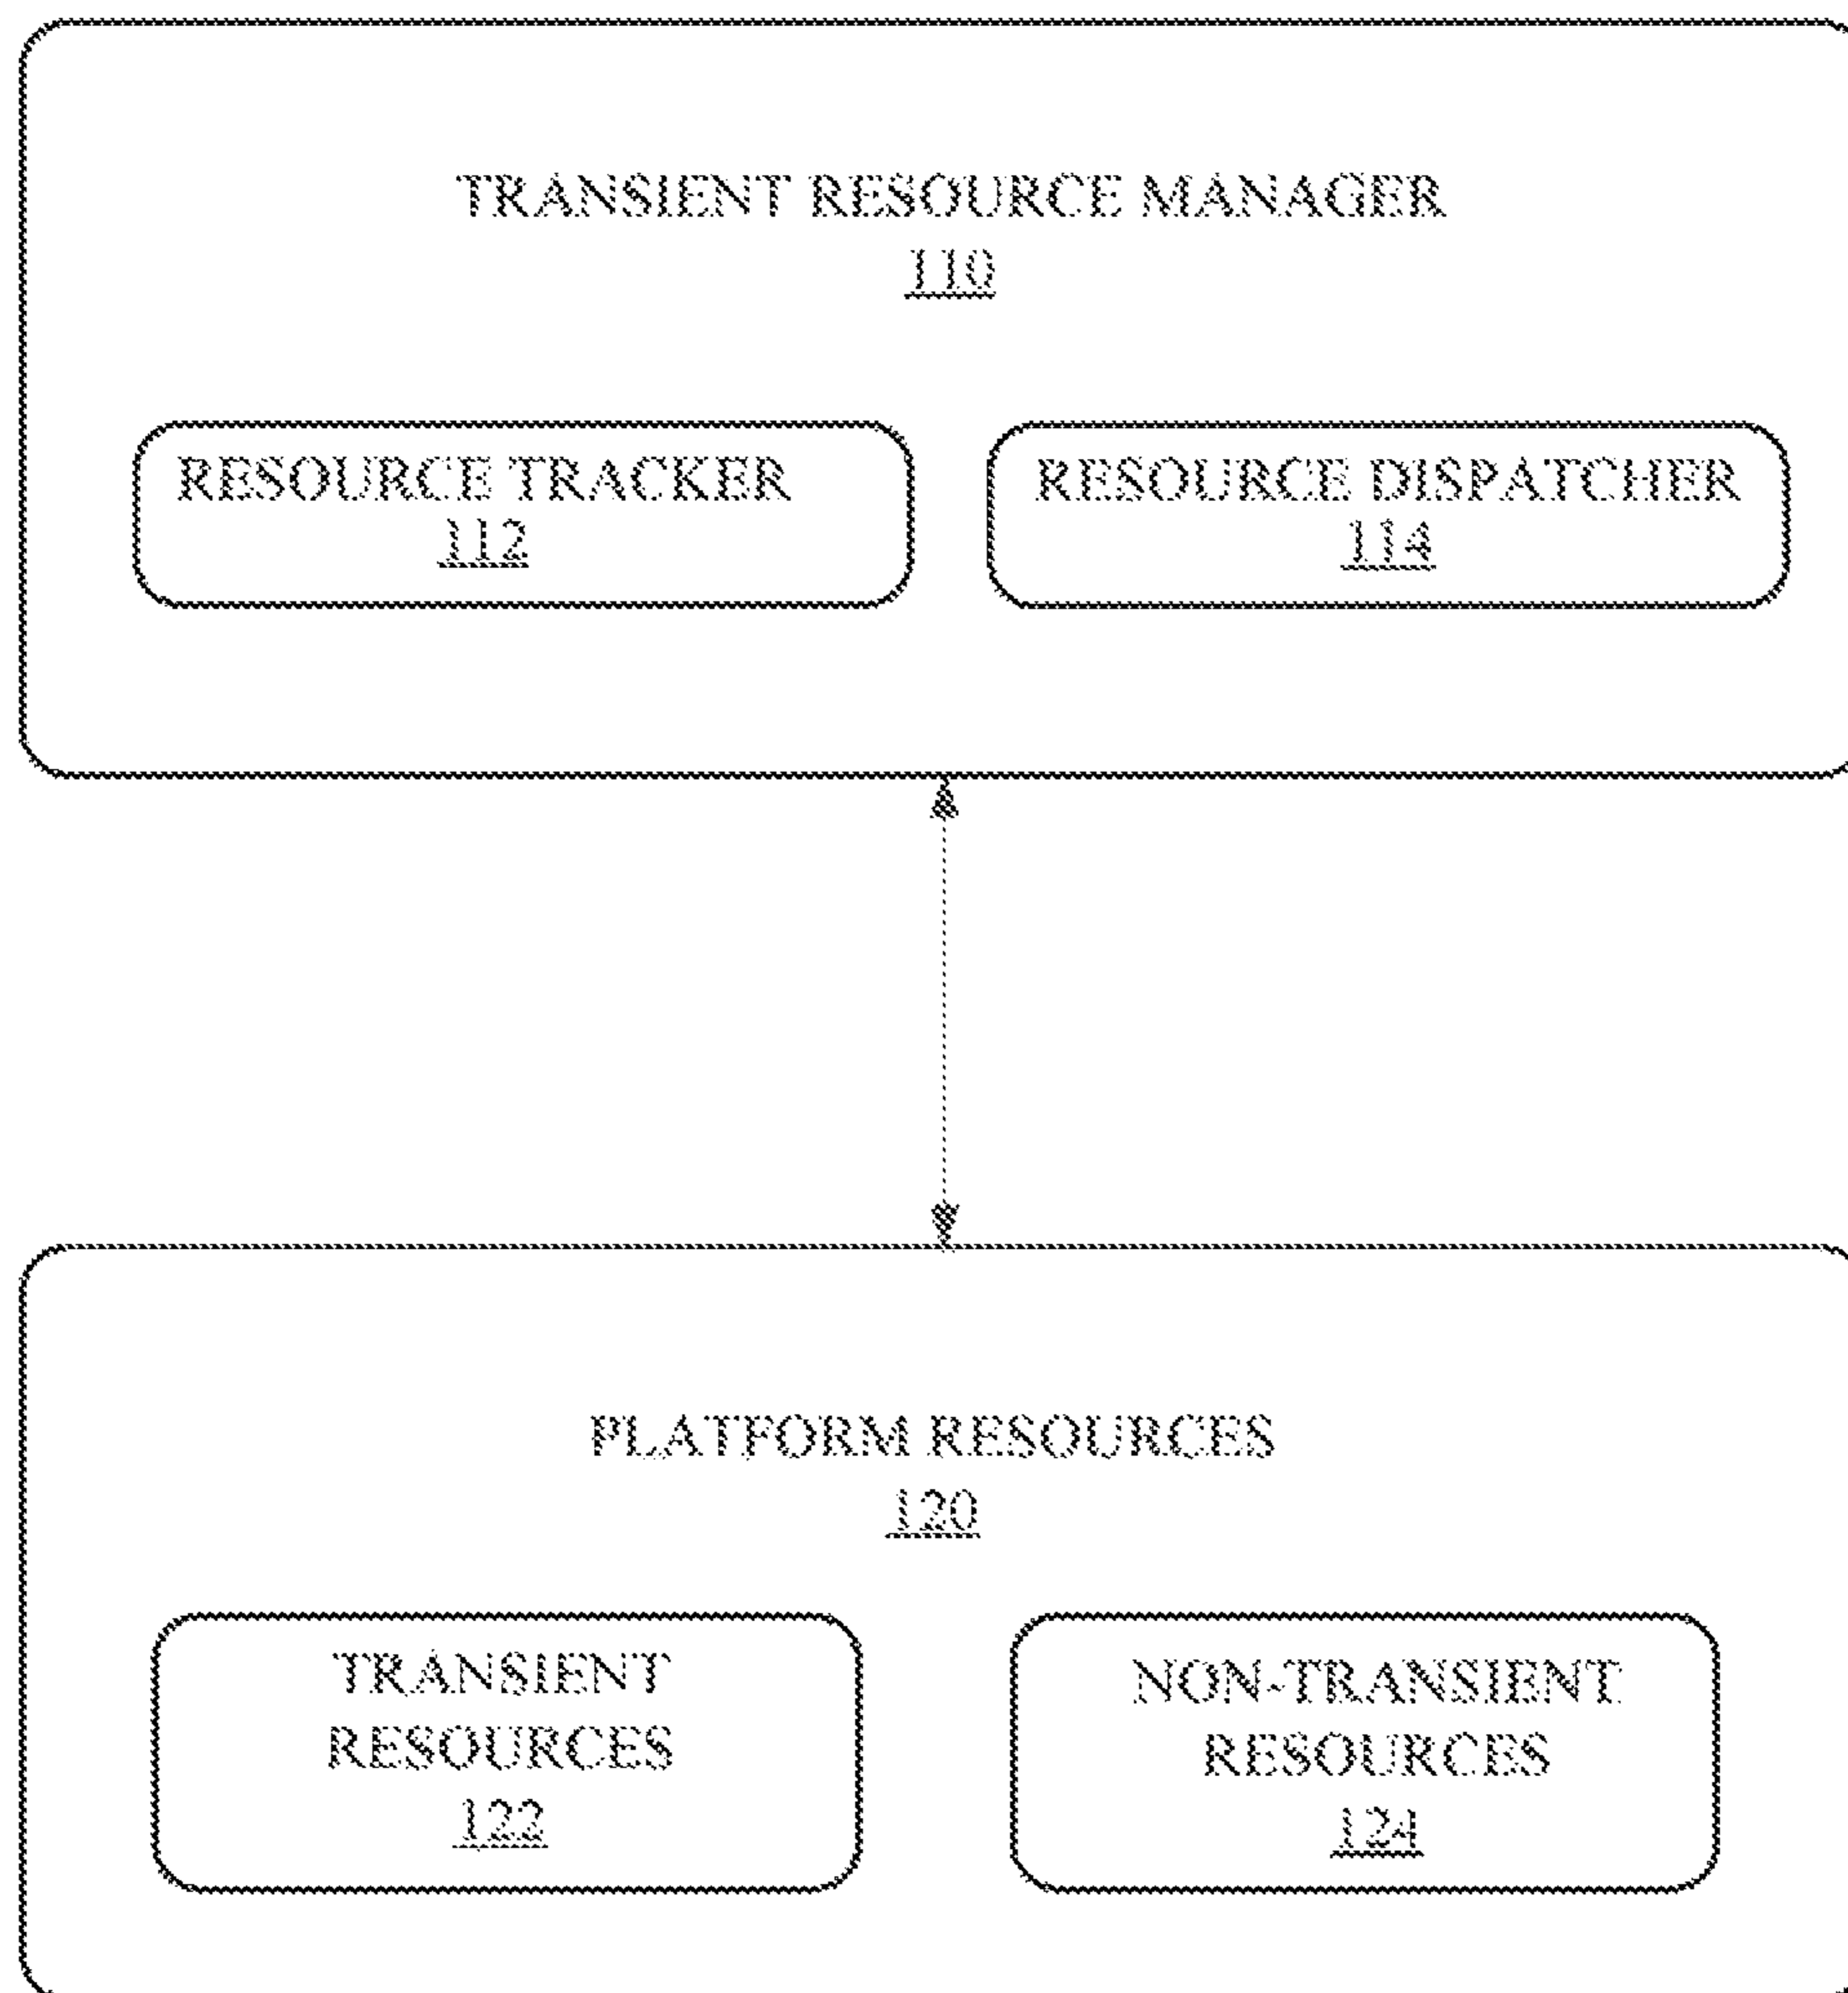 TRANSIENT RESOURCE MANAGER
110
RESOURCE TRACKER
112
RESOURCE DISPATCHER
114
PLATFORM RESOURCES
120
TRANSIENT
RESOURCES
122
NON-TRANSIENT
RESOURCES
124